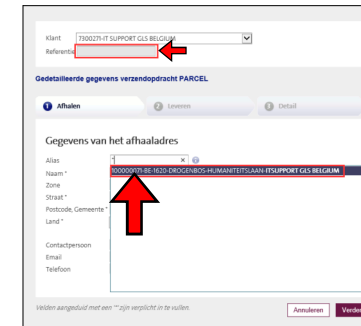 Klant 7300271-IT SUPPORT GLS BELGIUM
Referentie
Gedetailleerde gegevens verzendopdracht PARCEL
1 Afhalen 2 Leveren 3 Detail
Gegevens van het afhaaladres
Alias * ×
Naam * -BE-1620-DROGENBOS-HUMANITEITSLAAN-ITSUPPORT GLS BELGIUM
Zone
Straat *
Postcode, Gemeente *
Land *
Contactpersoon
Email
Telefoon
Velden aangeduid met een "*" zijn verplicht in te vullen.
Annuleren Verde